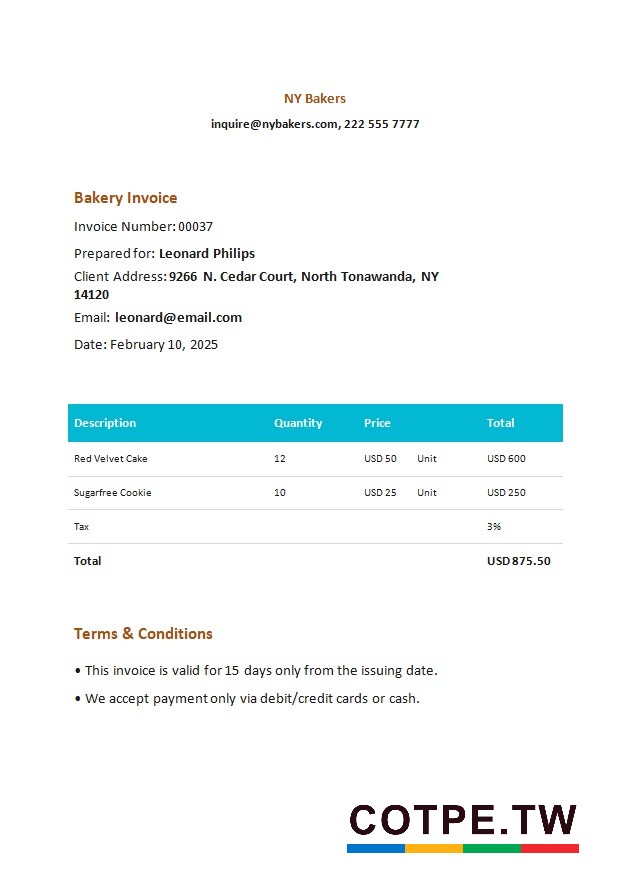 NY Bakers
inquire@nybakers.com, 222 555 7777
Bakery Invoice
Invoice Number: 00037
Prepared for: Leonard Philips
Client Address: 9266 N. Cedar Court, North Tonawanda, NY
14120
Email: leonard@email.com
Date: February 10, 2025
Description Quantity Price Total
Red Velvet Cake 12 USD 50 Unit USD 600
Sugarfree Cookie 10 USD 25 Unit USD 250
Tax 3%
Total USD 875.50
Terms & Conditions
• This invoice is valid for 15 days only from the issuing date.
• We accept payment only via debit/credit cards or cash.
COTPE.TW